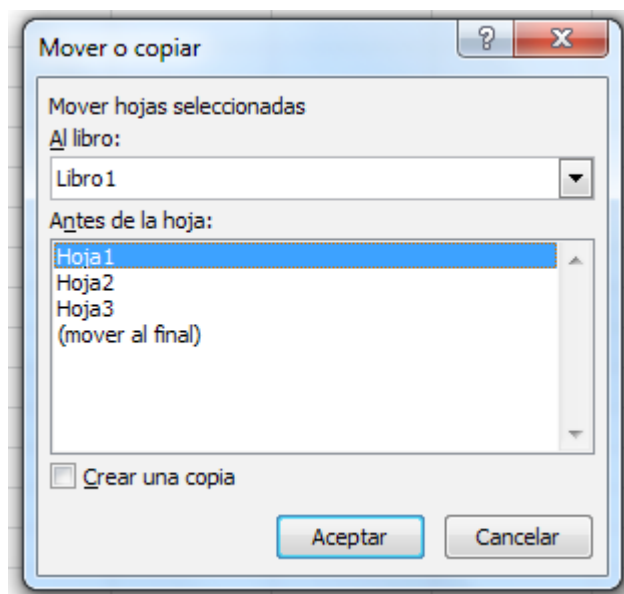 Mover o copiar
Mover hojas seleccionadas
Al libro:
Libro1
Antes de la hoja:
Hoja1
Hoja2
Hoja3
(mover al final)
Crear una copia
Aceptar
Cancelar